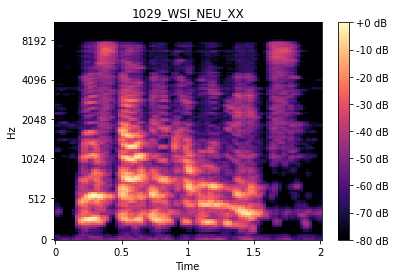 1029_WSI_NEU_XX
+0 dB
8192
-10 dB
4096
-20 dB
-30 dB
2048
Hz
-40 dB
1024
-50 dB
512
-60 dB
-70 dB
0
-80 dB
0 0.5 1 1.5 2
Time